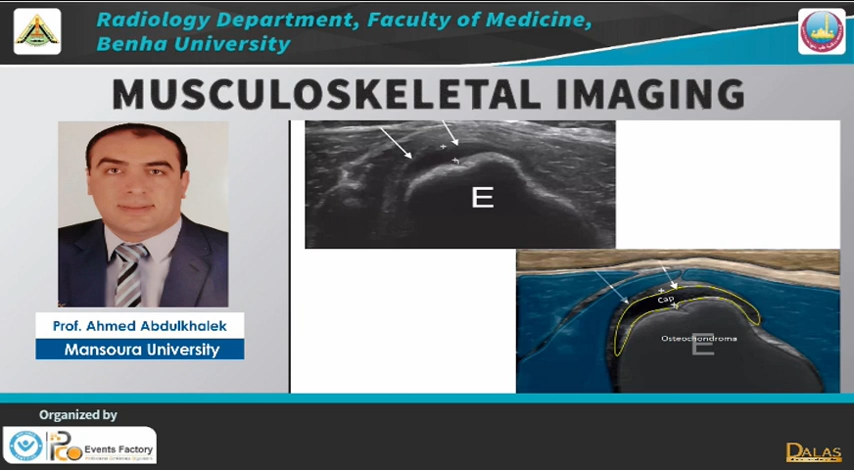 Radiology Department, Faculty of Medicine,
Benha University
MUSCULOSKELETAL IMAGING
E
Cap
Osteochondroma
E
Prof. Ahmed Abdulkhalek
Mansoura University
Organized by
Pco
Events Factory
DALAS